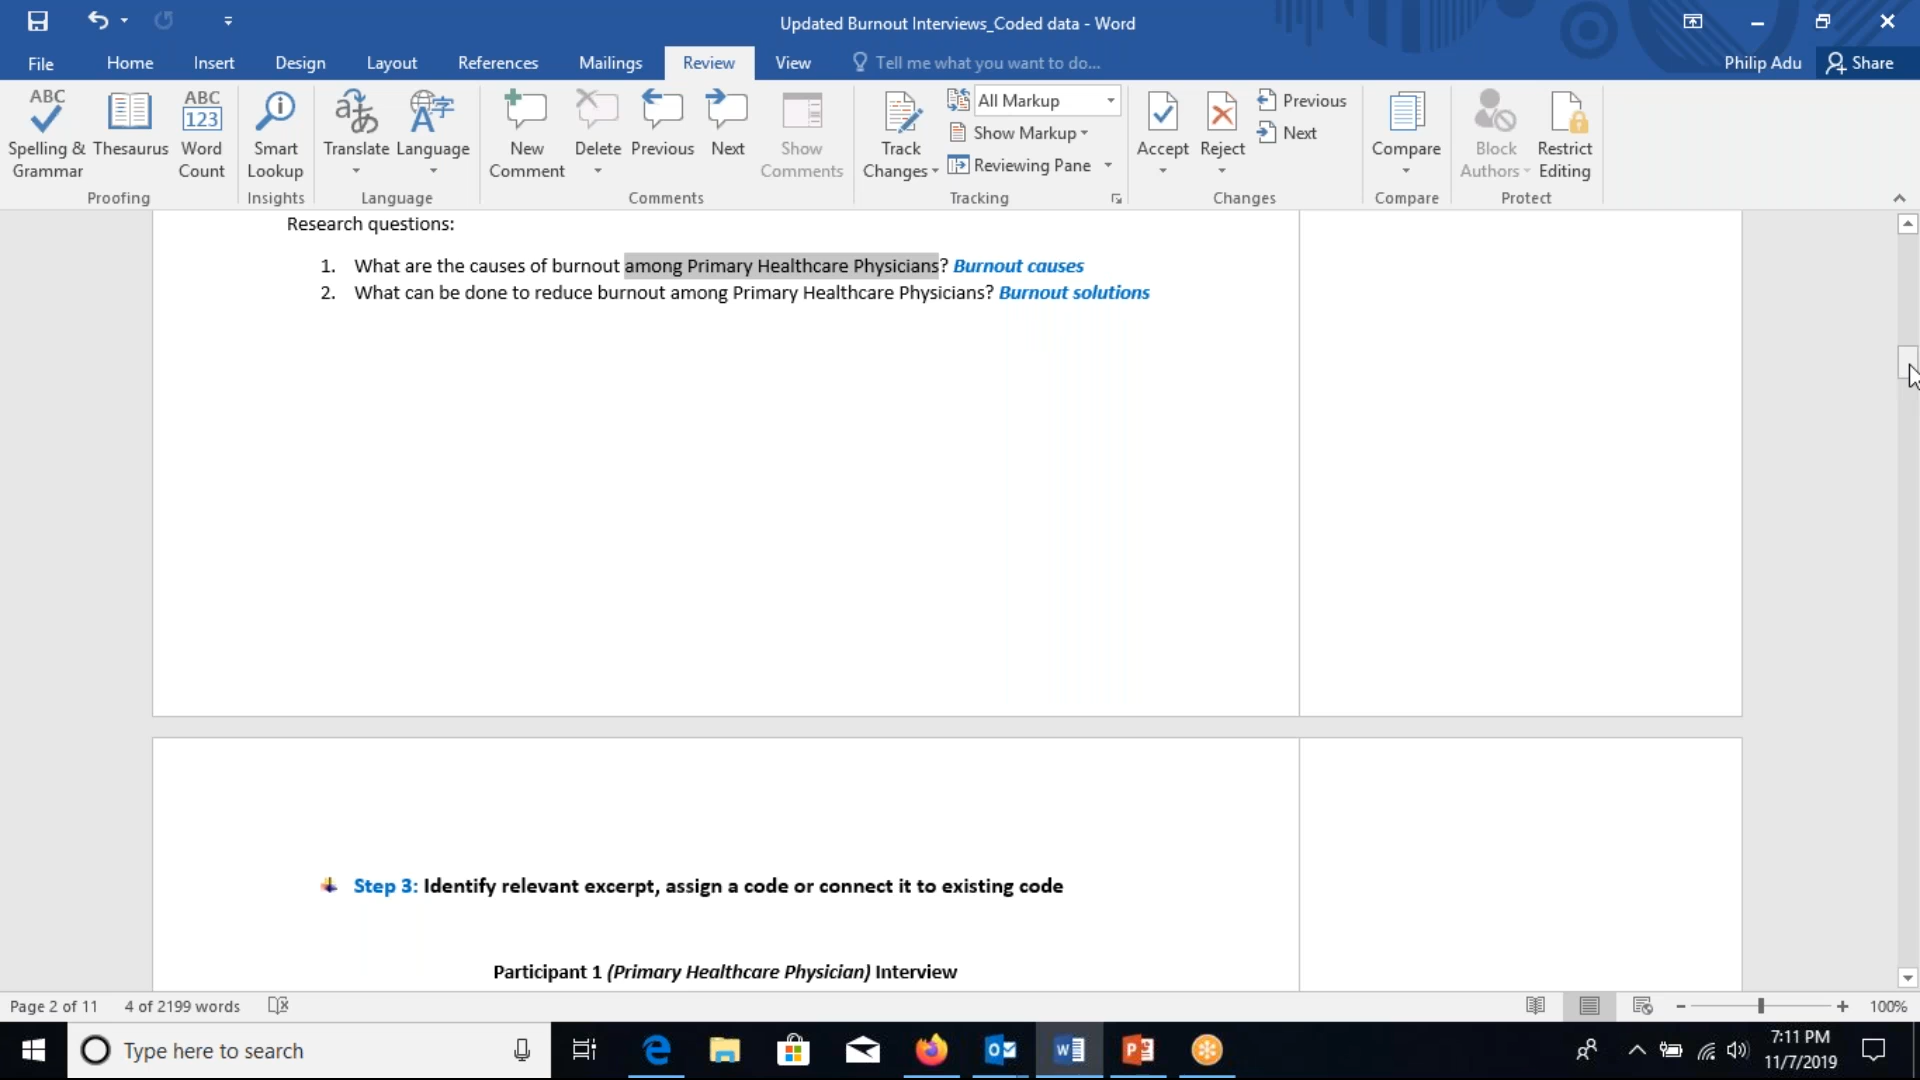 Updated Burnout Interviews_Coded data - Word
File Home Insert Design Layout References Mailings Review View Tell me what you want to do... Philip Adu Share
ABC Spelling & Grammar
Thesaurus
ABC 123 Word Count
Smart Lookup
Translate
Language
New Comment
Delete
Previous
Next
Show Comments
Track Changes
All Markup
Show Markup
Reviewing Pane
Accept
Reject
Previous
Next
Compare
Block Authors
Restrict Editing
Proofing Insights Language Comments Tracking Changes Compare Protect
Research questions:
1. What are the causes of burnout among Primary Healthcare Physicians? Burnout causes
2. What can be done to reduce burnout among Primary Healthcare Physicians? Burnout solutions
Step 3: Identify relevant excerpt, assign a code or connect it to existing code
Participant 1 (Primary Healthcare Physician) Interview
Page 2 of 11 4 of 2199 words 100%
Type here to search
7:11 PM
11/7/2019